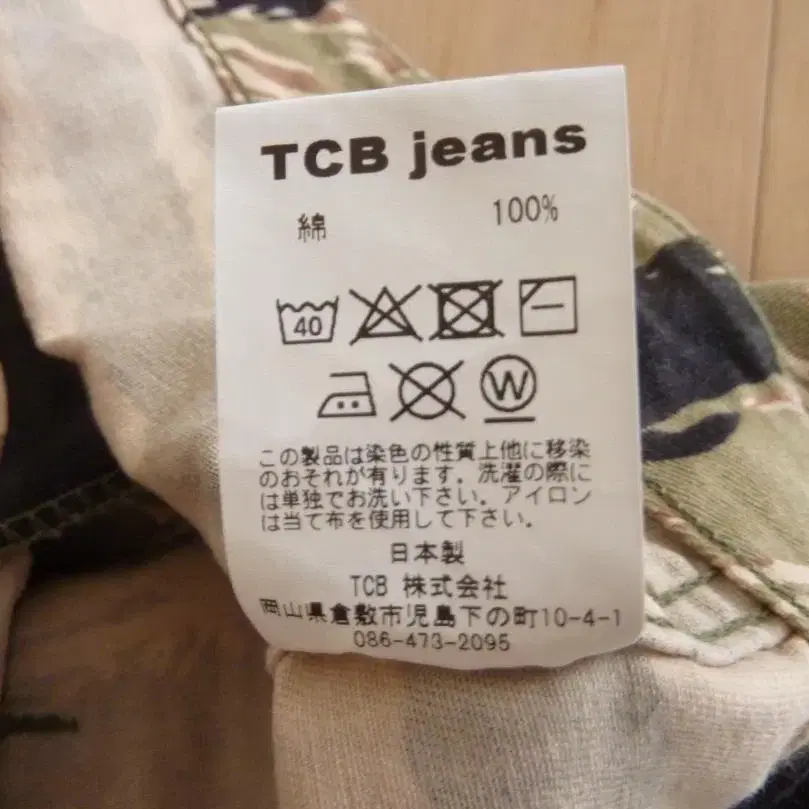 TCB jeans
綿 100%
40
W
この製品は染色の性質上他に移染
のおそれが有ります。洗濯の際に
は単独でお洗い下さい。アイロン
は当て布を使用して下さい。
日本製
TCB 株式会社
岡山県倉敷市児島下の町10-4-1
086-473-2095